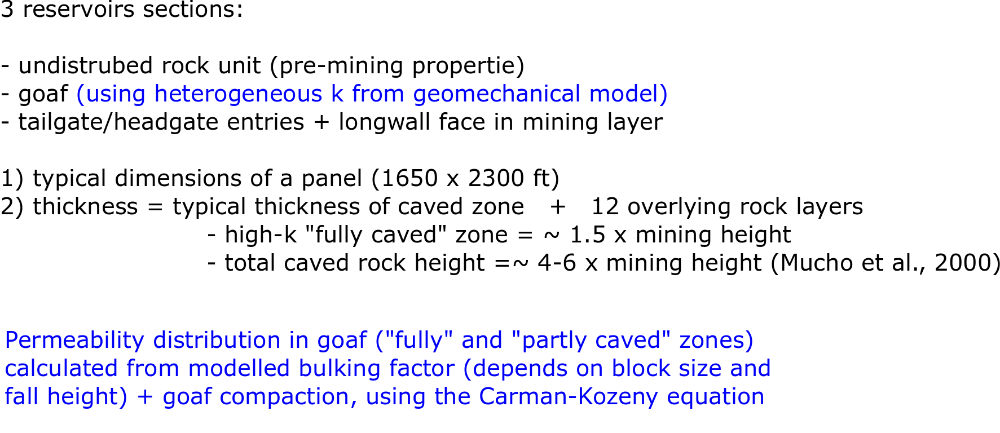 3 reservoirs sections:
- undistrubed rock unit (pre-mining propertie)
- goaf (using heterogeneous k from geomechanical model)
- tailgate/headgate entries + longwall face in mining layer
1) typical dimensions of a panel (1650 x 2300 ft)
2) thickness = typical thickness of caved zone + 12 overlying rock layers
- high-k "fully caved" zone = ~ 1.5 x mining height
- total caved rock height =~ 4-6 x mining height (Mucho et al., 2000)
Permeability distribution in goaf ("fully" and "partly caved" zones)
calculated from modelled bulking factor (depends on block size and
fall height) + goaf compaction, using the Carman-Kozeny equation